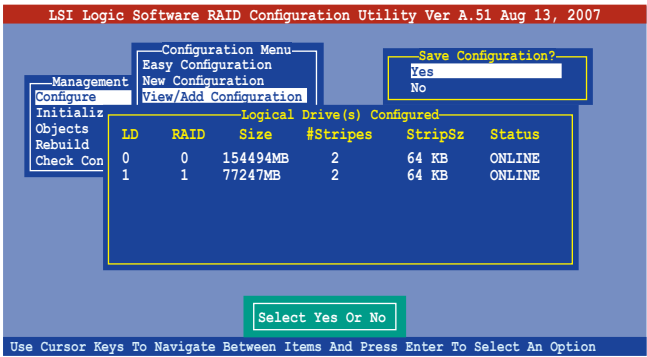 LSI Logic Software RAID Configuration Utility Ver A.51 Aug 13, 2007
Configuration Menu
Easy Configuration
New Configuration
View/Add Configuration
Save Configuration?
Yes
No
Management
Configure
Initializ
Objects
Rebuild
Check Con
Logical Drive(s) Configured
LD RAID Size #Stripes StripSz Status
0 0 154494MB 2 64 KB ONLINE
1 1 77247MB 2 64 KB ONLINE
Select Yes Or No
Use Cursor Keys To Navigate Between Items And Press Enter To Select An Option